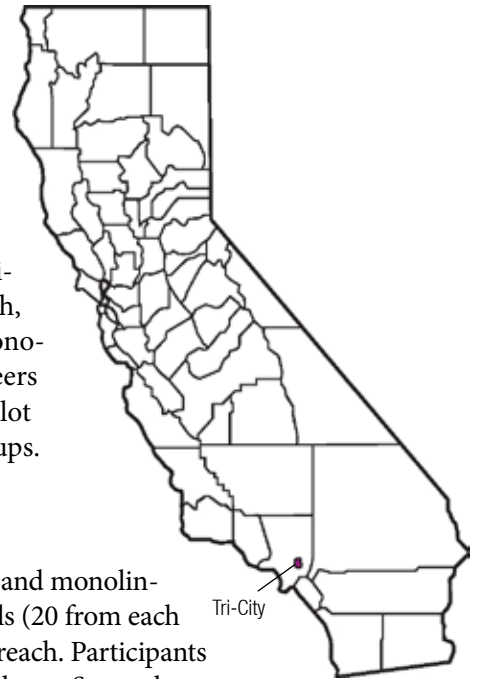 i-
h,
ono-
eers
lot
ups.
and monolin-
ls (20 from each
Tri-City
reach. Participants